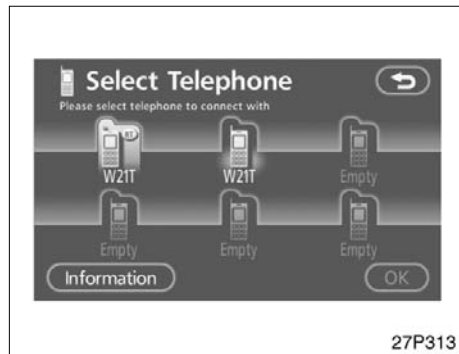 Select Telephone
Please select telephone to connect with
BT
W21T W21T Empty
Empty Empty Empty
Information OK
27P313